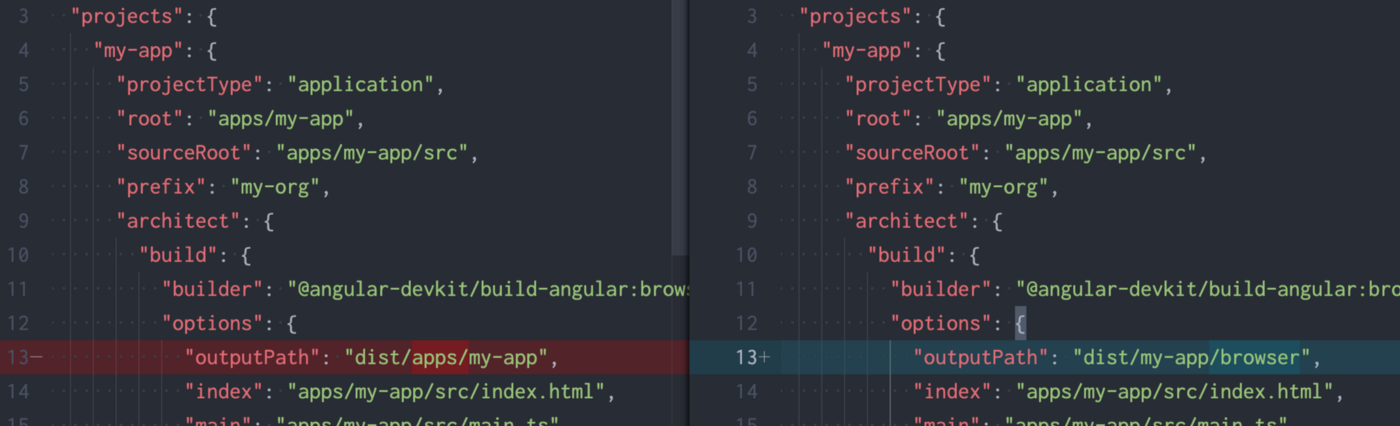 3 "projects": {
4 "my-app": {
5 "projectType": "application",
6 "root": "apps/my-app",
7 "sourceRoot": "apps/my-app/src",
8 "prefix": "my-org",
9 "architect": {
10 "build": {
11 "builder": "@angular-devkit/build-angular:brow
12 "options": {
13— "outputPath": "dist/apps/my-app",
14 "index": "apps/my-app/src/index.html",
15 "main": "apps/my-app/src/main.ts"
3 "projects": {
4 "my-app": {
5 "projectType": "application",
6 "root": "apps/my-app",
7 "sourceRoot": "apps/my-app/src",
8 "prefix": "my-org",
9 "architect": {
10 "build": {
11 "builder": "@angular-devkit/build-angular:bro
12 "options": {
13+ "outputPath": "dist/my-app/browser",
14 "index": "apps/my-app/src/index.html",
15 "main": "apps/my-app/src/main.ts"